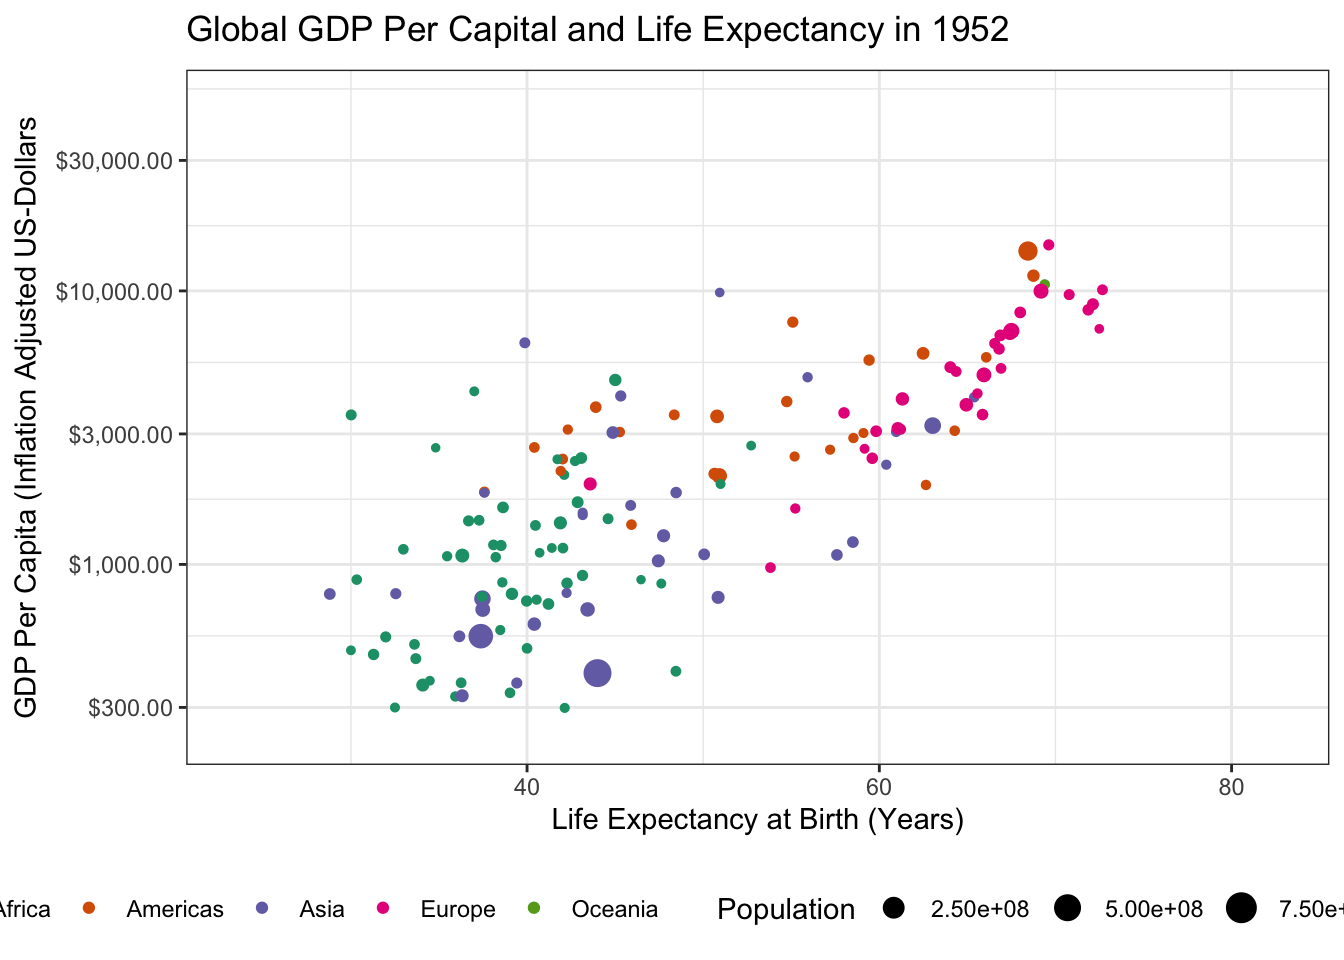 Global GDP Per Capital and Life Expectancy in 1952
GDP Per Capita (Inflation Adjusted US-Dollars
$30,000.00
$10,000.00
$3,000.00
$1,000.00
$300.00
40 60 80
Life Expectancy at Birth (Years)
Africa Americas Asia Europe Oceania Population 2.50e+08 5.00e+08 7.50e+